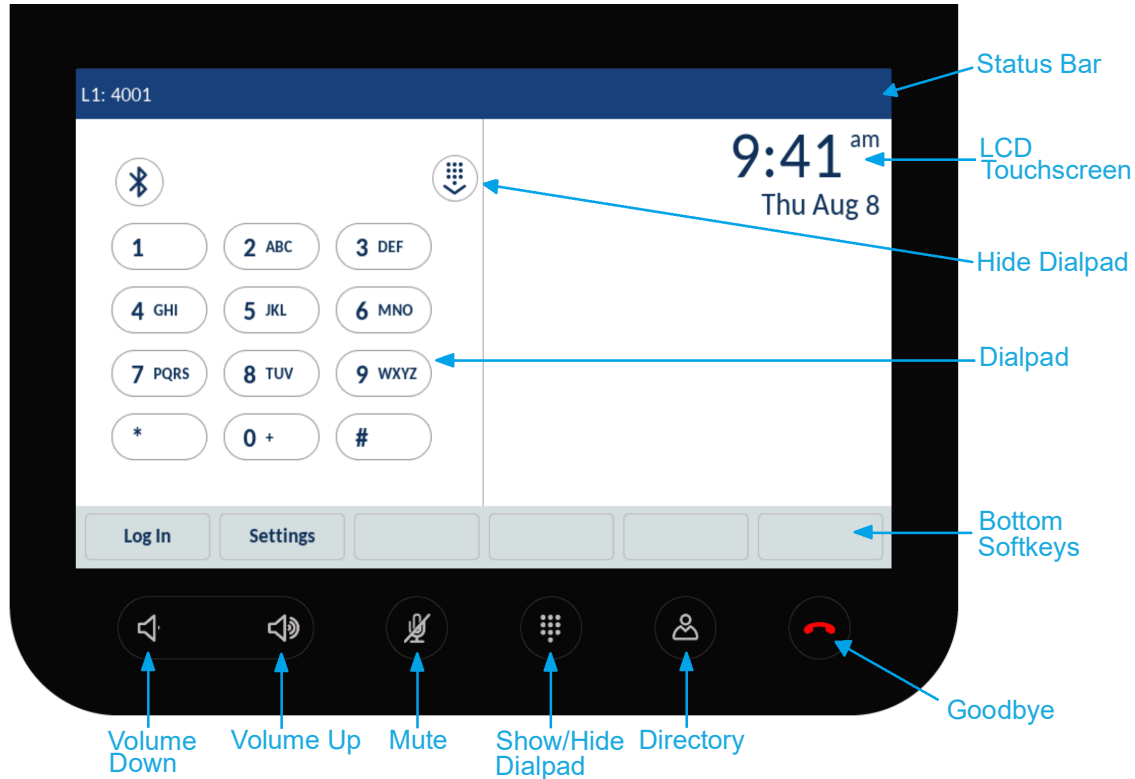 Status Bar
L1: 4001
9:41 am
LCD
Touchscreen
Thu Aug 8
Hide Dialpad
1 2 ABC 3 DEF
4 GHI 5 JKL 6 MNO
Dialpad
7 PQRS 8 TUV 9 WXYZ
* 0 + #
Bottom
Softkeys
Log In Settings
Goodbye
Volume
Down
Volume Up
Mute
Show/Hide
Dialpad
Directory